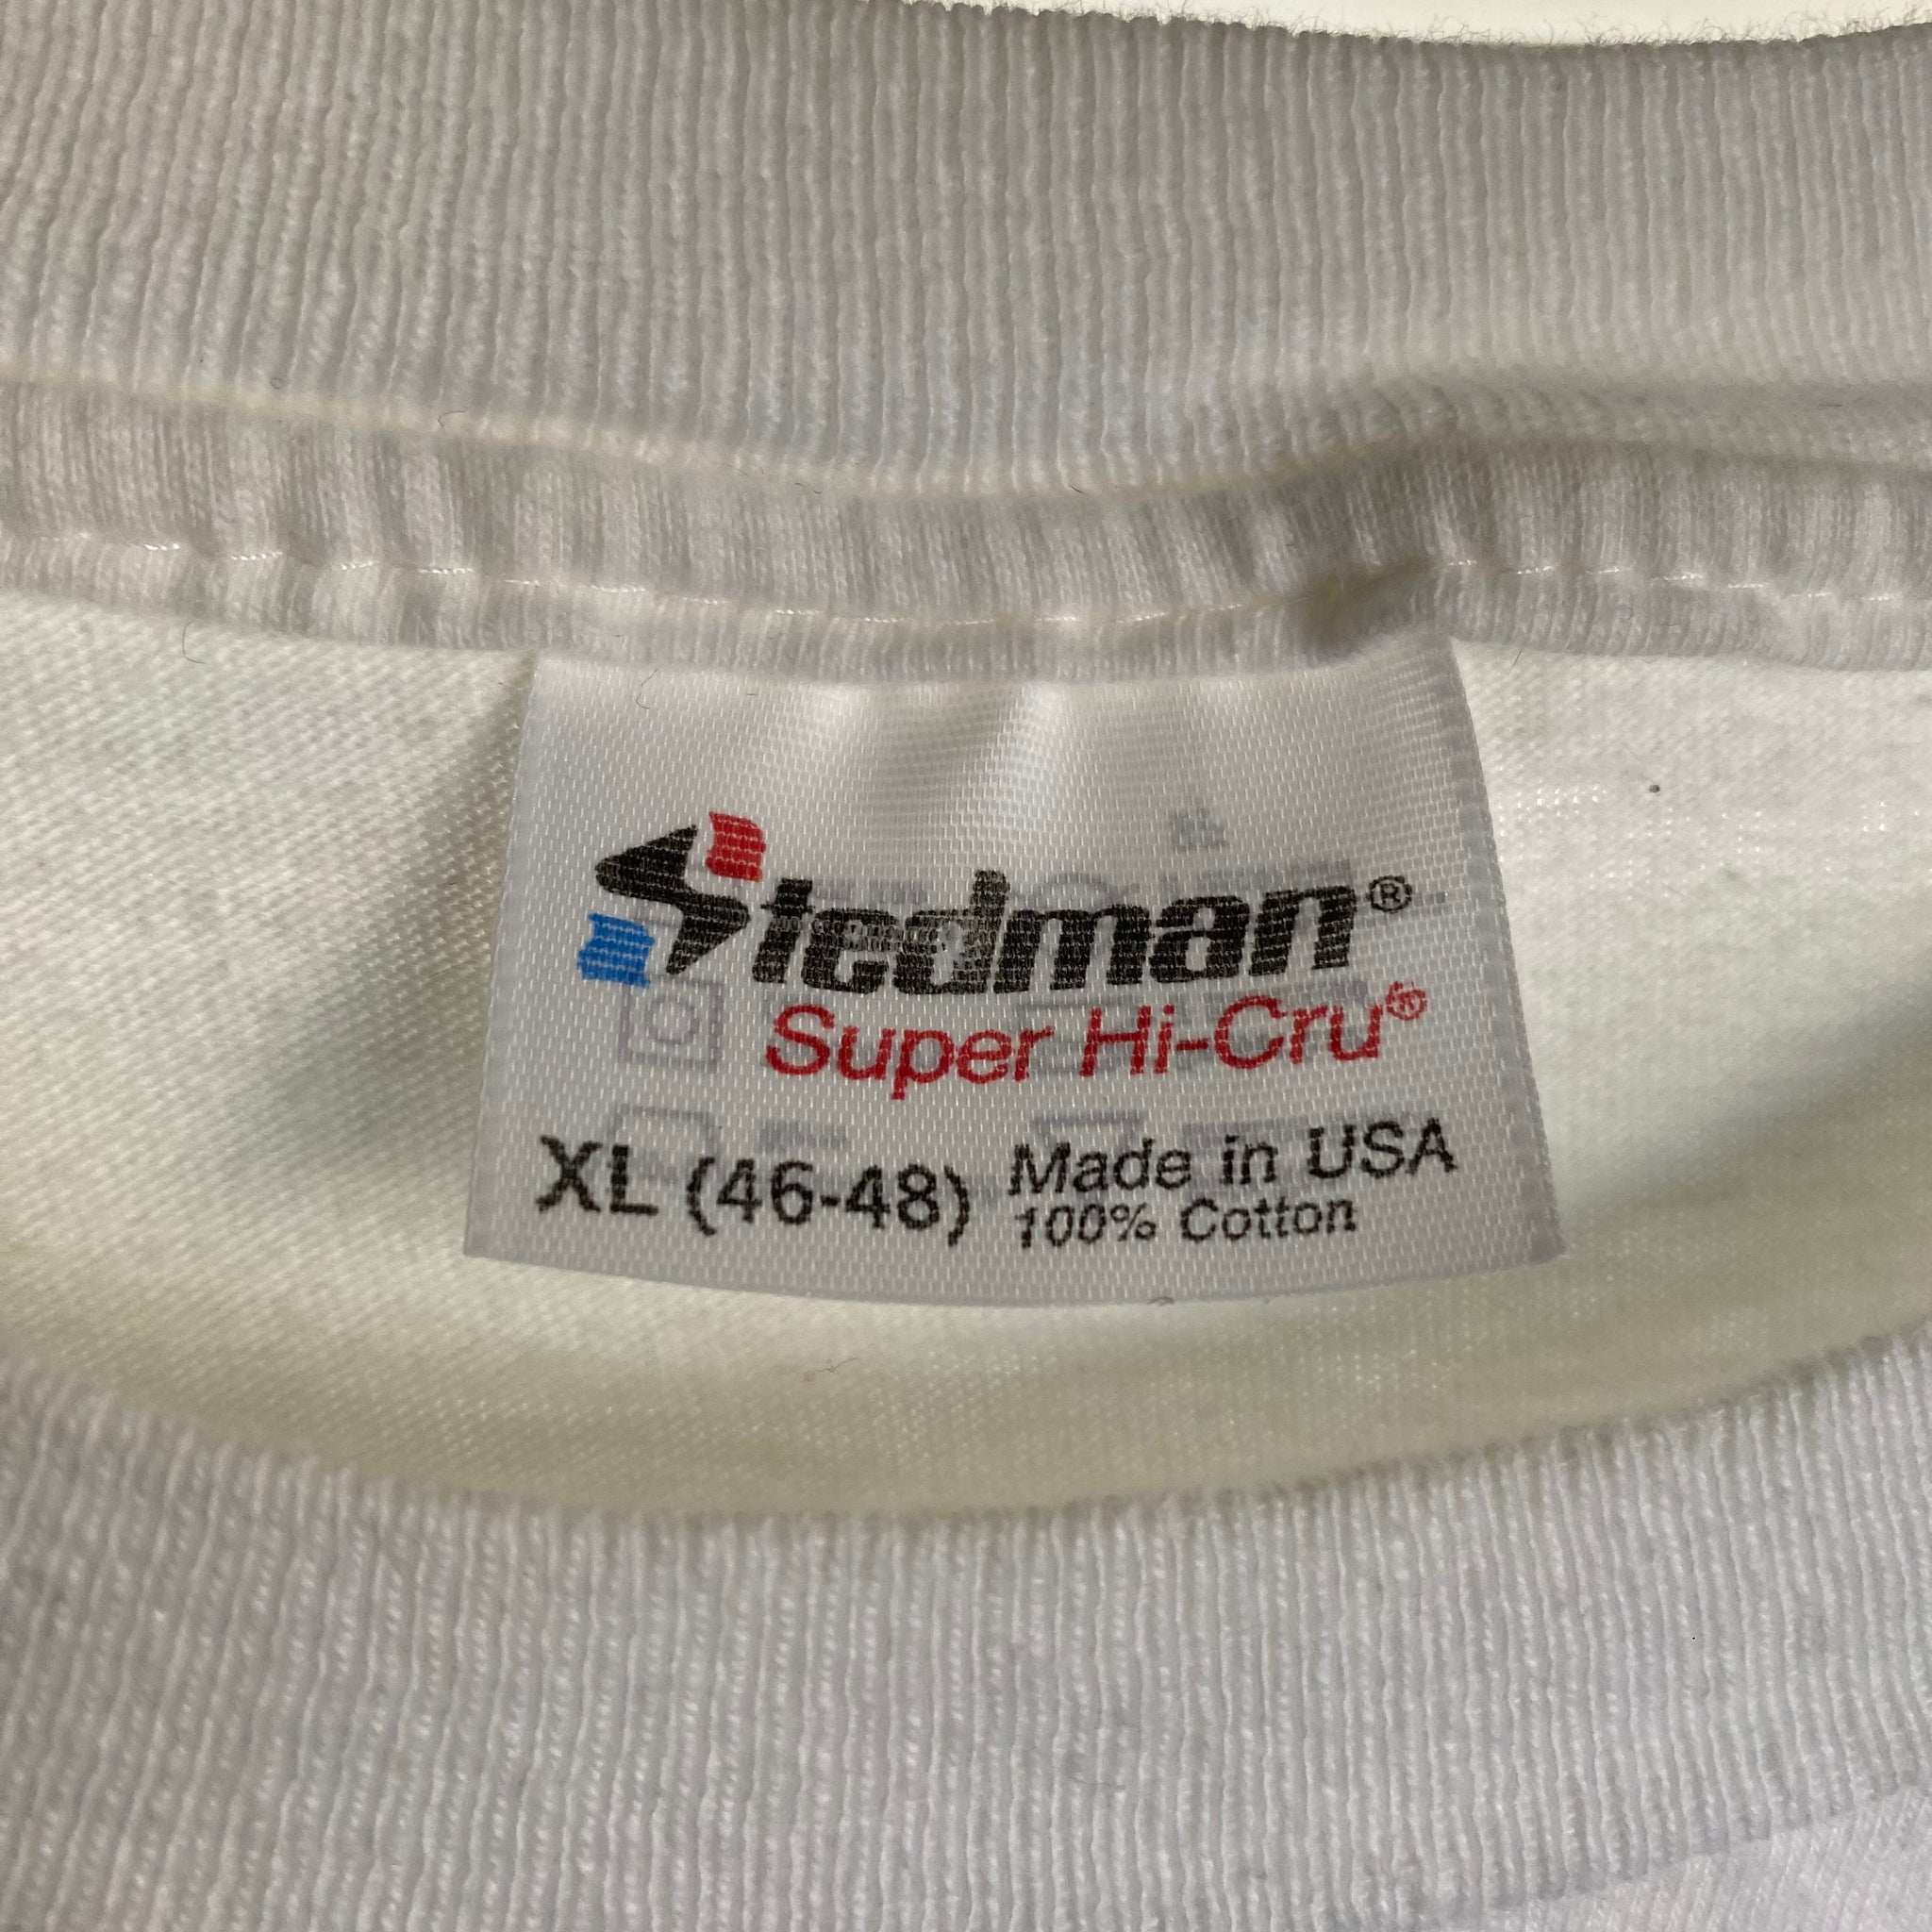 Stedman®
Super Hi-Cru®
XL (46-48) Made in USA
100% Cotton